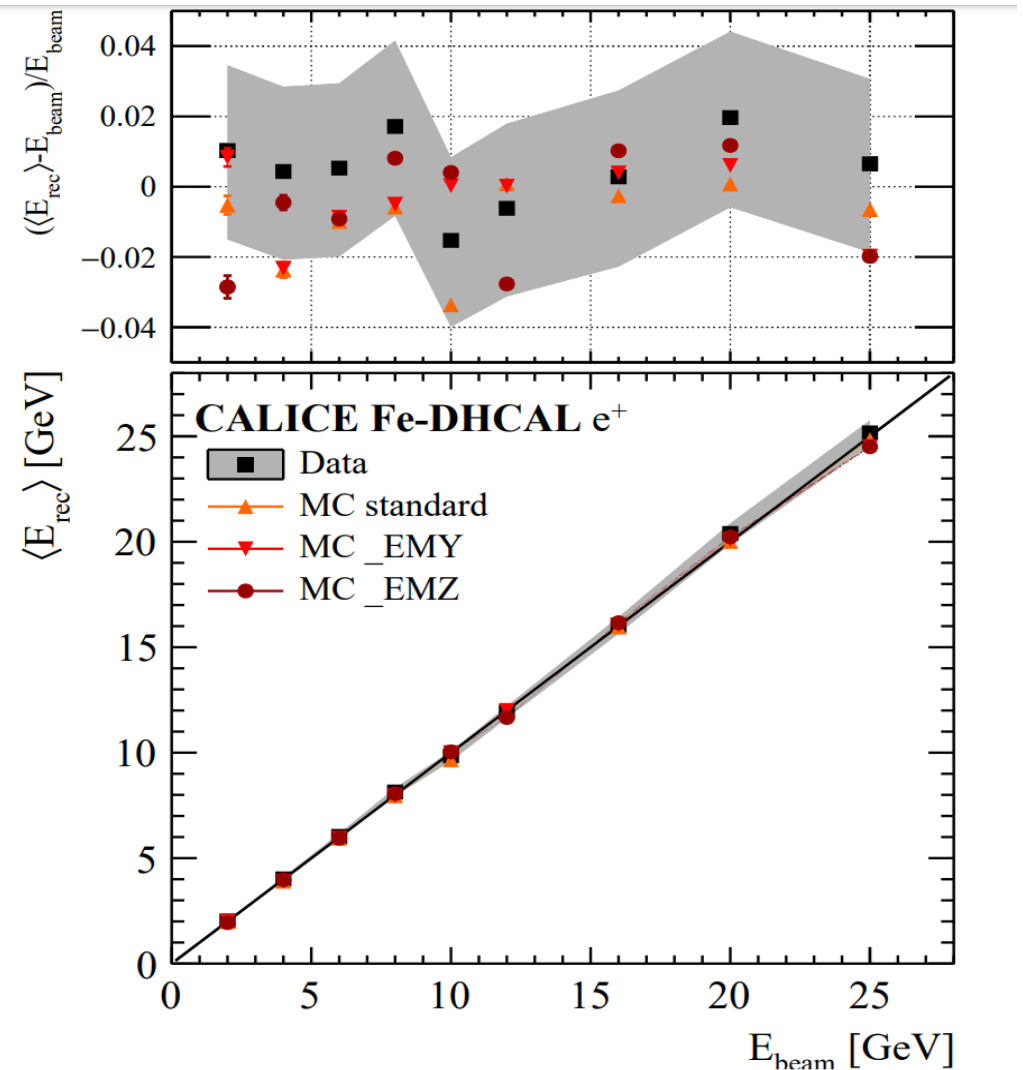 (⟨E_rec⟩-E_beam)/E_beam
0.04
0.02
0
−0.02
−0.04
⟨E_rec⟩ [GeV]
CALICE Fe-DHCAL e⁺
Data
MC standard
MC _EMY
MC _EMZ
25
20
15
10
5
0
0 5 10 15 20 25
E_beam [GeV]